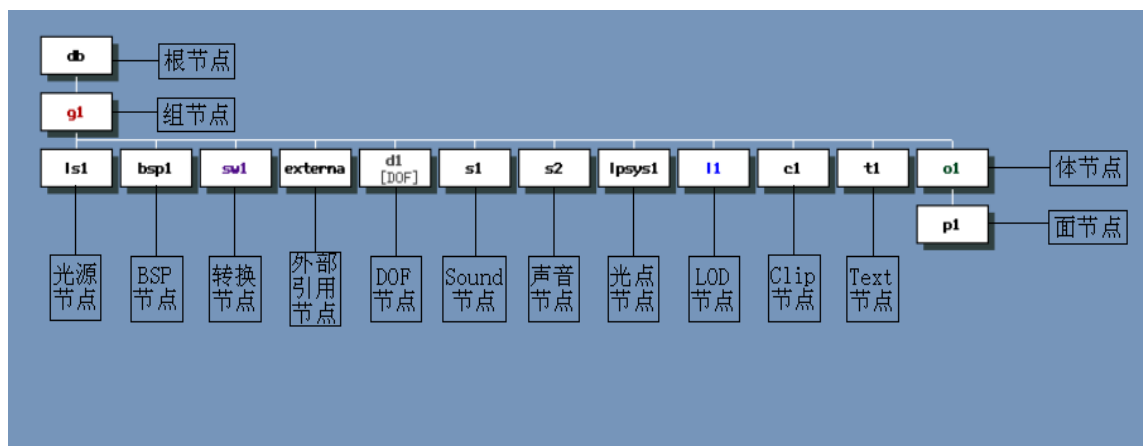 db
根节点
g1
组节点
ls1
bsp1
sw1
externa
d1
[DOF]
s1
s2
lpsys1
l1
c1
t1
o1
体节点
p1
面节点
光源
节点
BSP
节点
转换
节点
外部
引用
节点
DOF
节点
Sound
节点
声音
节点
光点
节点
LOD
节点
Clip
节点
Text
节点